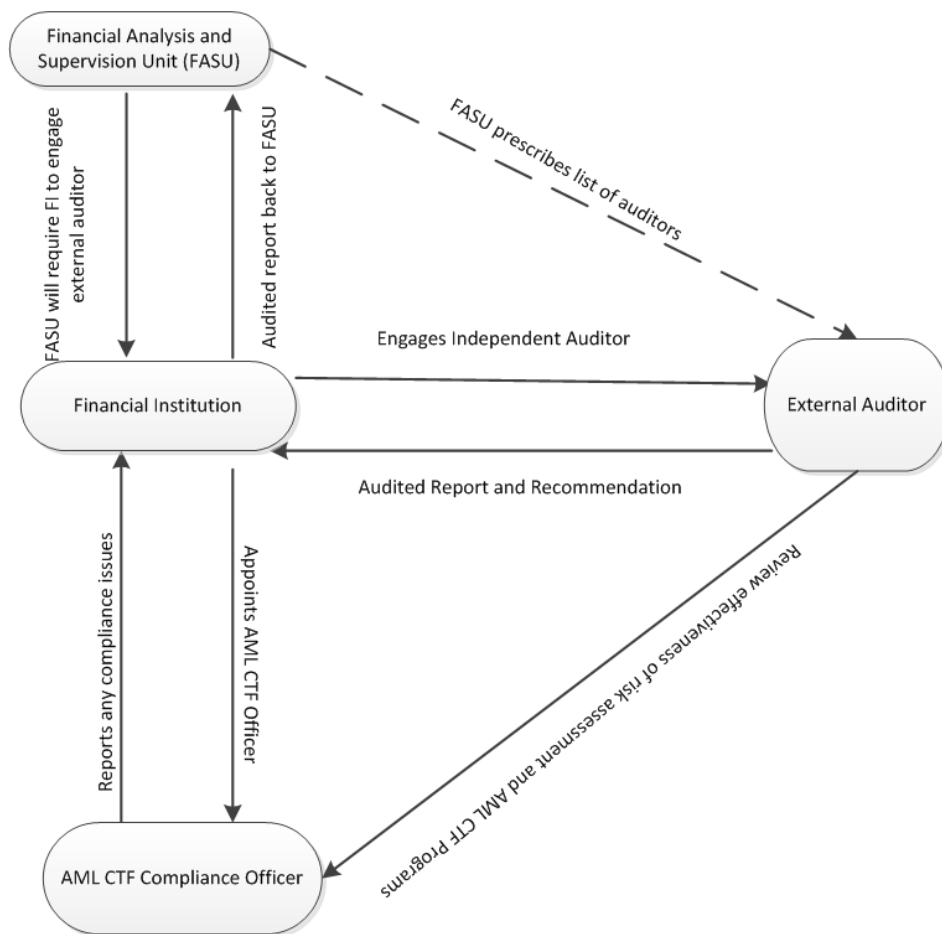 Financial Analysis and
Supervision Unit (FASU)
FASU prescribes list of auditors
FASU will require FI to engage
external auditor
Audited report back to FASU
Engages Independent Auditor
Financial Institution
External Auditor
Audited Report and Recommendation
Reports any compliance issues
Appoints AML CTF Officer
Review effectiveness of risk assessment and AML CTF Programs
AML CTF Compliance Officer